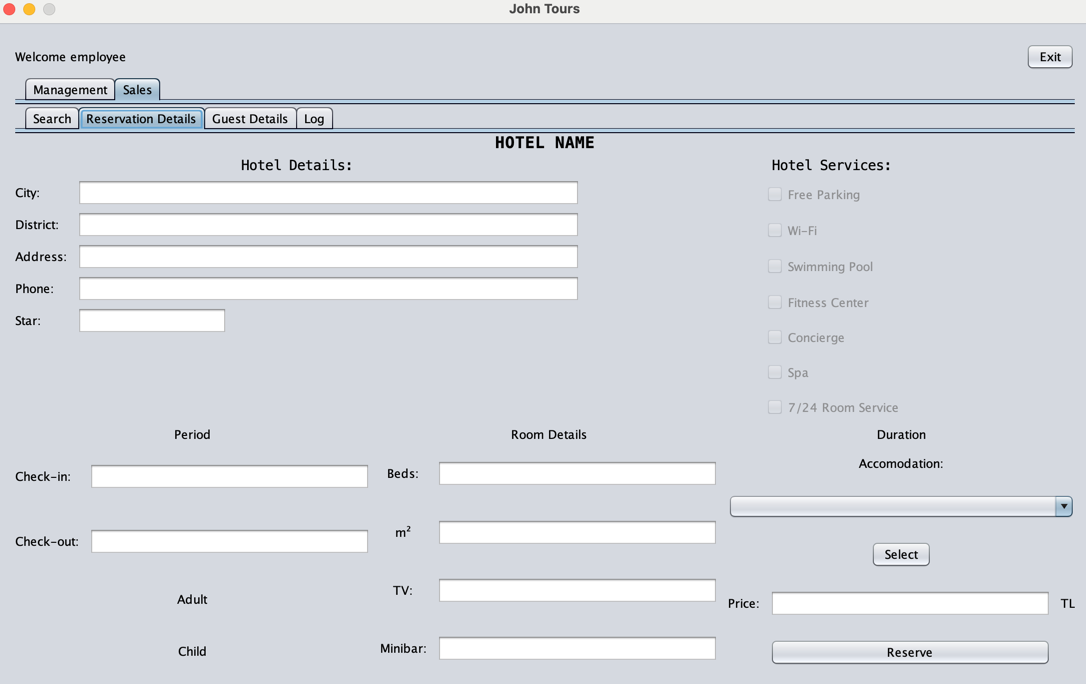 John Tours
Welcome employee
Exit
Management Sales
Search Reservation Details Guest Details Log
HOTEL NAME
Hotel Details:
City:
District:
Address:
Phone:
Star:
Hotel Services:
Free Parking
Wi-Fi
Swimming Pool
Fitness Center
Concierge
Spa
7/24 Room Service
Period
Check-in:
Check-out:
Adult
Child
Room Details
Beds:
m²
TV:
Minibar:
Duration
Accomodation:
Select
Price: TL
Reserve